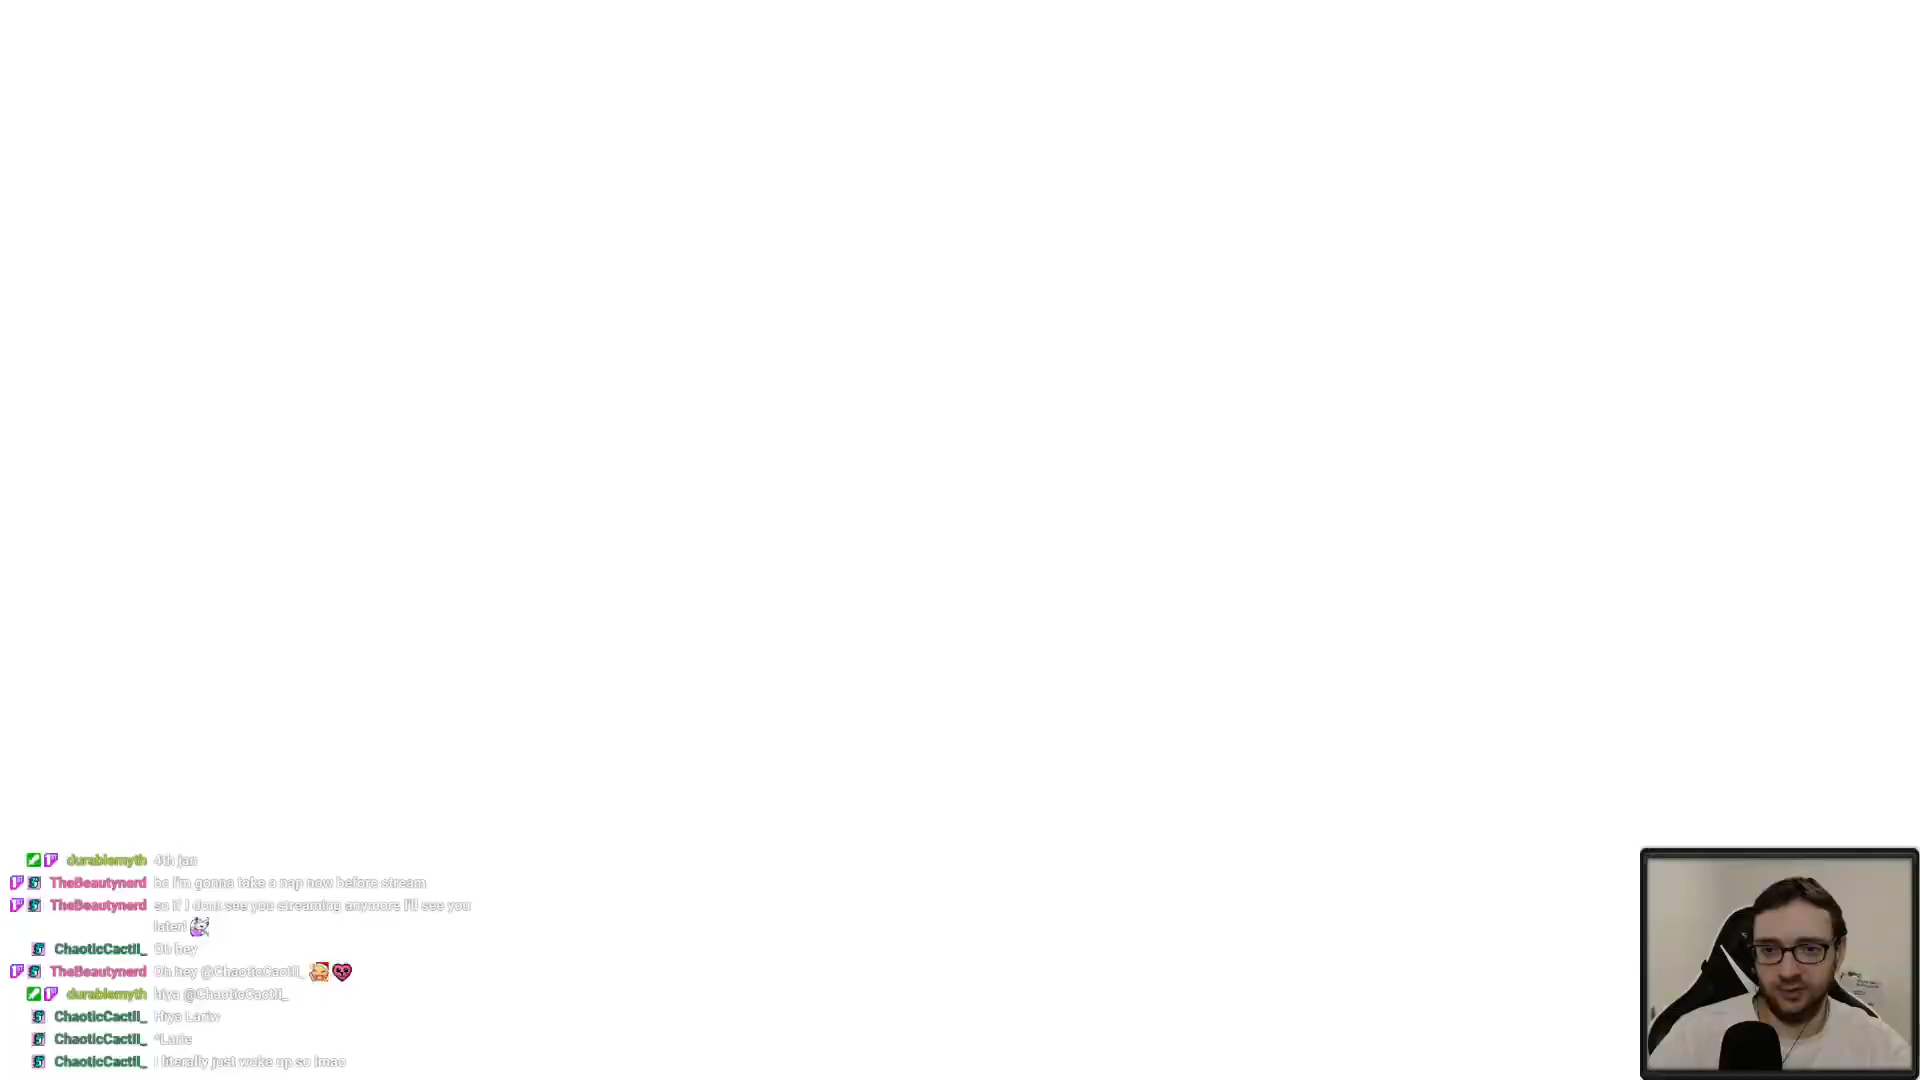 durablemyth 4th jan
TheBeautynerd bc I'm gonna take a nap now before stream
TheBeautynerd so if I dont see you streaming anymore I'll see you
later!
ChaoticCactii_ Oh hey
TheBeautynerd Oh hey @ChaoticCactii_
durablemyth hiya @ChaoticCactii_
ChaoticCactii_ Hiya Lariw
ChaoticCactii_ *Larie
ChaoticCactii_ I literally just woke up so lmao